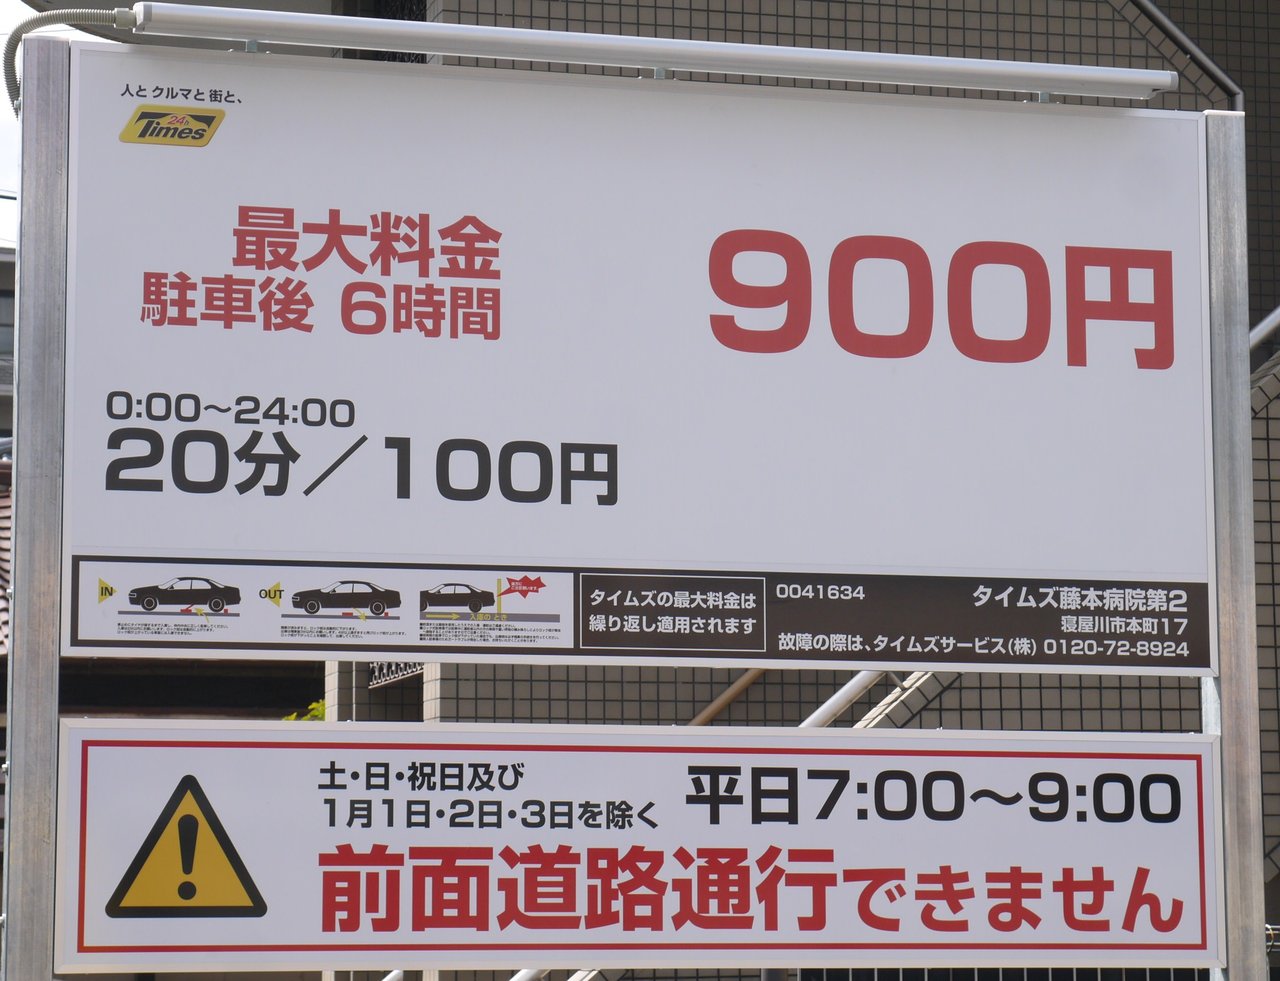 人と クルマと 街と、
24h
Times
最大料金
駐車後 6時間
900円
0:00〜24:00
20分／100円
IN
OUT
入庫のとき
タイムズの最大料金は
繰り返し適用されます
0041634
タイムズ藤本病院第2
寝屋川市本町17
故障の際は、タイムズサービス(株) 0120-72-8924
土・日・祝日及び
1月1日・2日・3日を除く
平日7:00〜9:00
前面道路通行できません